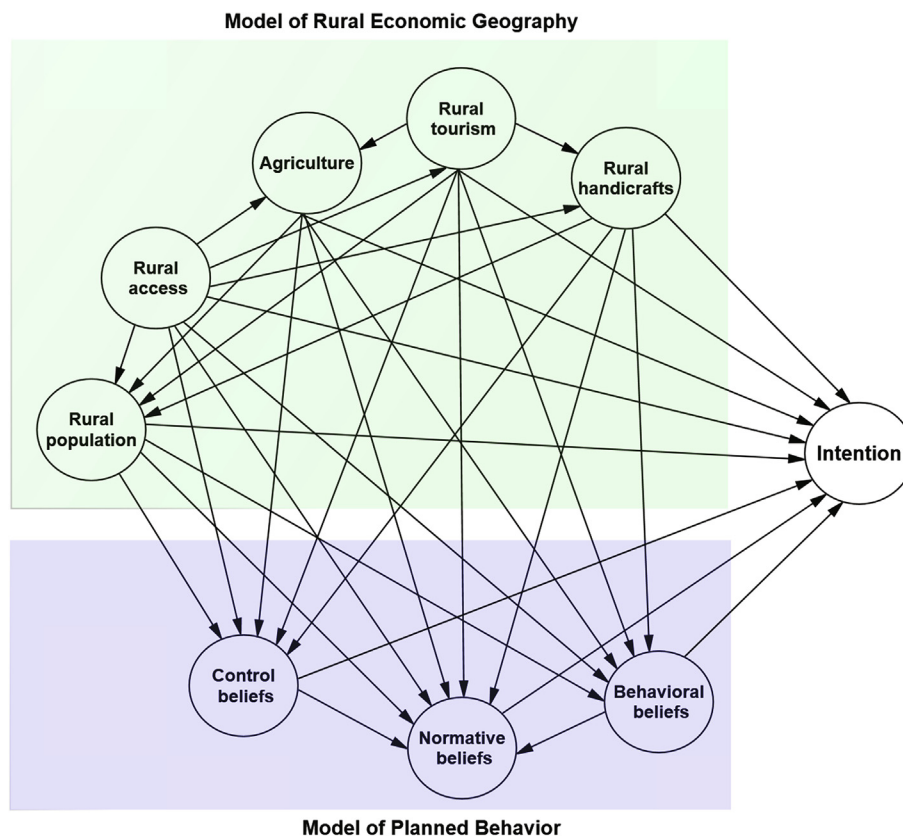 Model of Rural Economic Geography
Rural
tourism
Agriculture
Rural
handicrafts
Rural
access
Rural
population
Intention
Control
beliefs
Behavioral
beliefs
Normative
beliefs
Model of Planned Behavior